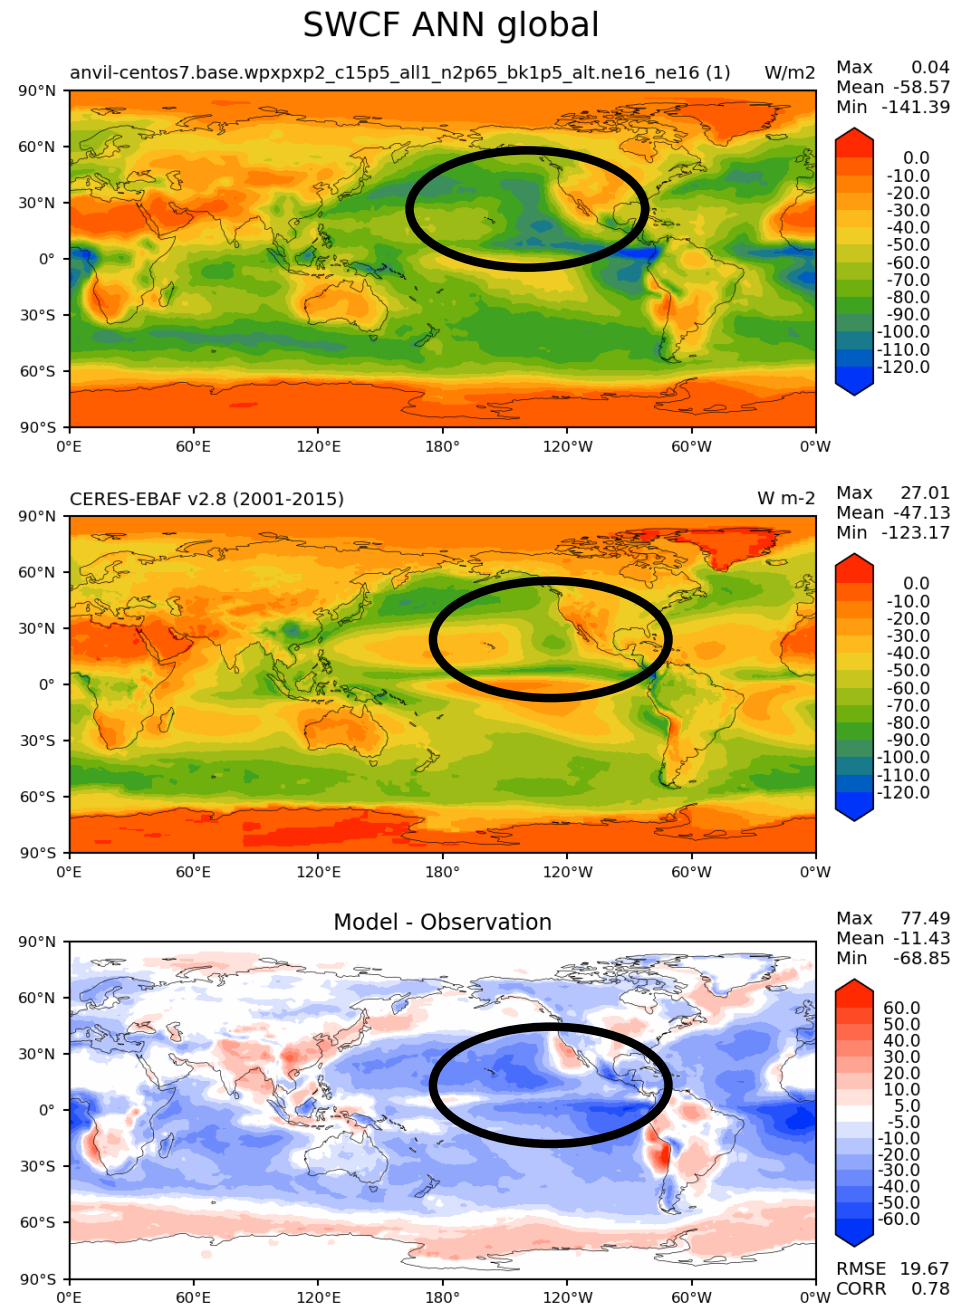 SWCF ANN global
anvil-centos7.base.wpxpxp2_c15p5_all1_n2p65_bk1p5_alt.ne16_ne16 (1) W/m2
Max 0.04
Mean -58.57
Min -141.39
90°N
60°N
30°N
0°
30°S
60°S
90°S
0°E 60°E 120°E 180° 120°W 60°W 0°W
0.0
-10.0
-20.0
-30.0
-40.0
-50.0
-60.0
-70.0
-80.0
-90.0
-100.0
-110.0
-120.0
CERES-EBAF v2.8 (2001-2015) W m-2
Max 27.01
Mean -47.13
Min -123.17
90°N
60°N
30°N
0°
30°S
60°S
90°S
0°E 60°E 120°E 180° 120°W 60°W 0°W
0.0
-10.0
-20.0
-30.0
-40.0
-50.0
-60.0
-70.0
-80.0
-90.0
-100.0
-110.0
-120.0
Model - Observation
Max 77.49
Mean -11.43
Min -68.85
90°N
60°N
30°N
0°
30°S
60°S
90°S
0°E 60°E 120°E 180° 120°W 60°W 0°W
60.0
50.0
40.0
30.0
20.0
10.0
5.0
-5.0
-10.0
-20.0
-30.0
-40.0
-50.0
-60.0
RMSE 19.67
CORR 0.78